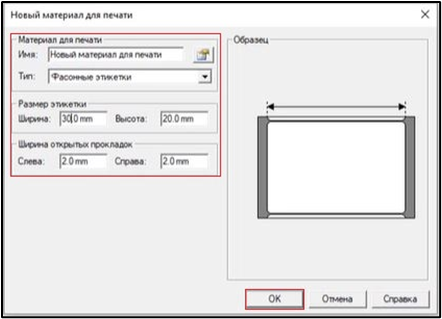 Новый материал для печати
Материал для печати
Имя: Новый материал для печати
Тип: Фасонные этикетки
Размер этикетки
Ширина: 30.0 mm Высота: 20.0 mm
Ширина открытых прокладок
Слева: 2.0 mm Справа: 2.0 mm
Образец
OK Отмена Справка